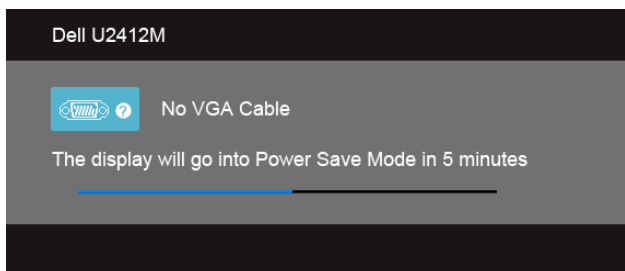 Dell U2412M
? No VGA Cable
The display will go into Power Save Mode in 5 minutes